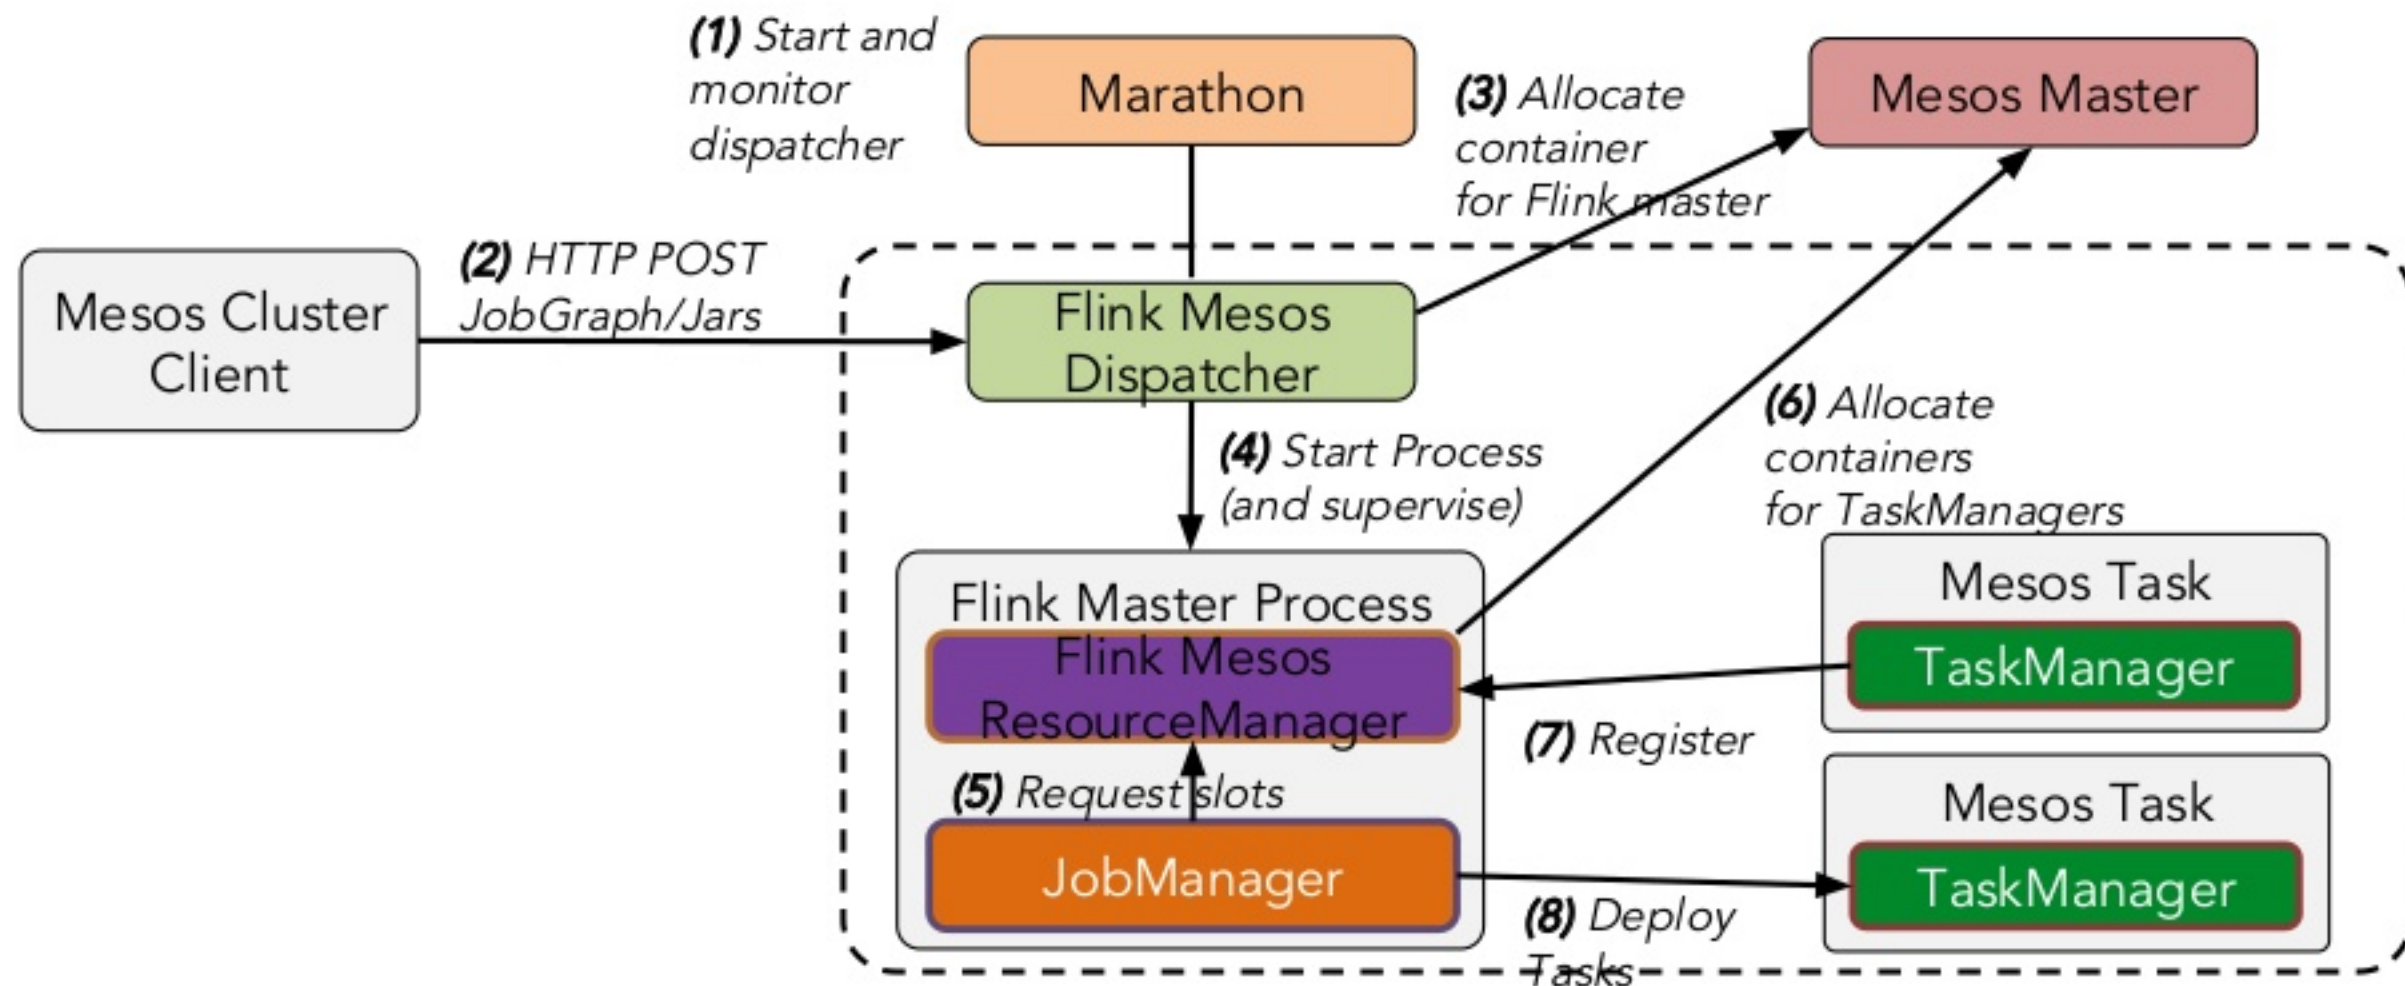 (1) Start and
monitor
dispatcher
Marathon
(3) Allocate
container
for Flink master
Mesos Master
Mesos Cluster
Client
(2) HTTP POST
JobGraph/Jars
Flink Mesos
Dispatcher
(4) Start Process
(and supervise)
(6) Allocate
containers
for TaskManagers
Flink Master Process
Flink Mesos
ResourceManager
(5) Request slots
JobManager
Mesos Task
TaskManager
(7) Register
Mesos Task
TaskManager
(8) Deploy
Tasks